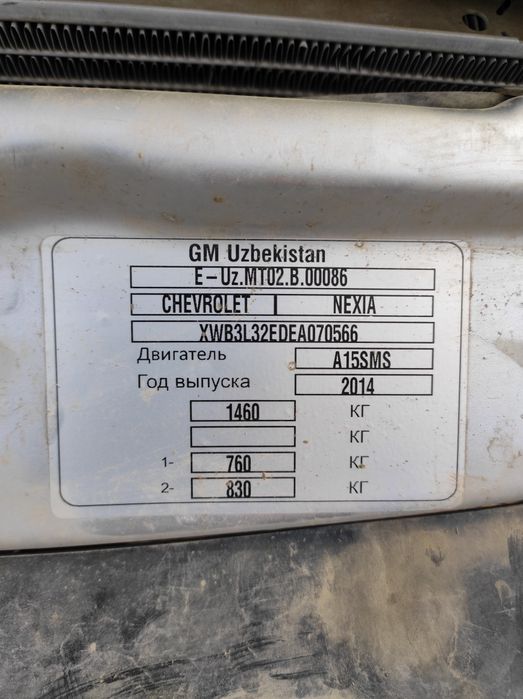 GM Uzbekistan
E-Uz.MT02.B.00086
CHEVROLET NEXIA
XWB3L32EDEA070566
Двигатель A15SMS
Год выпуска 2014
1460 КГ
КГ
1- 760 КГ
2- 830 КГ